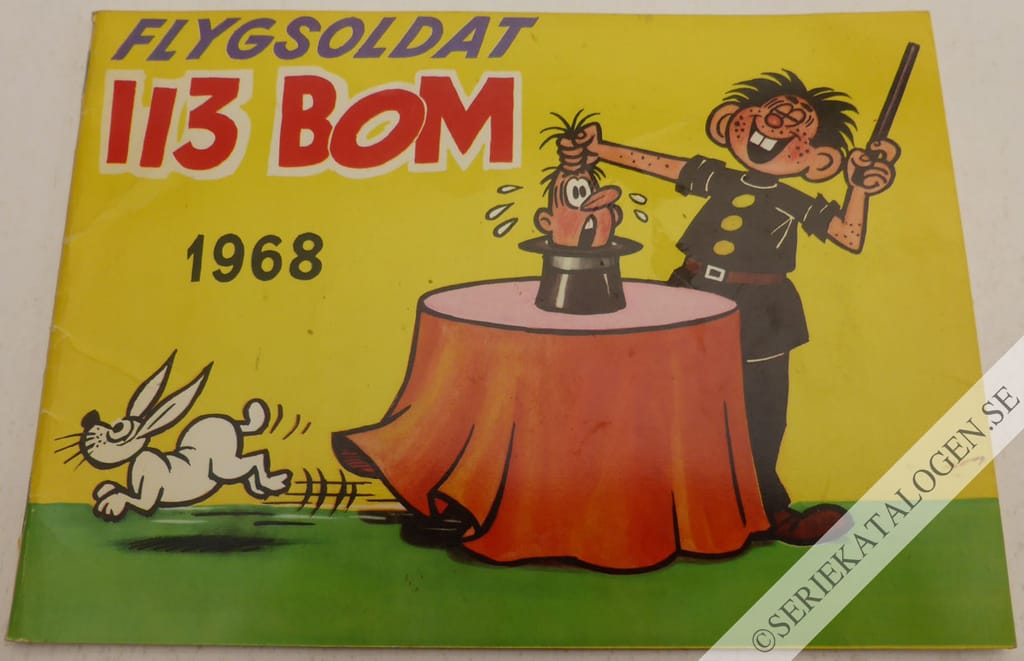 FLYGSOLDAT
113 BOM
1968
©SERIEKATALOGEN.SE